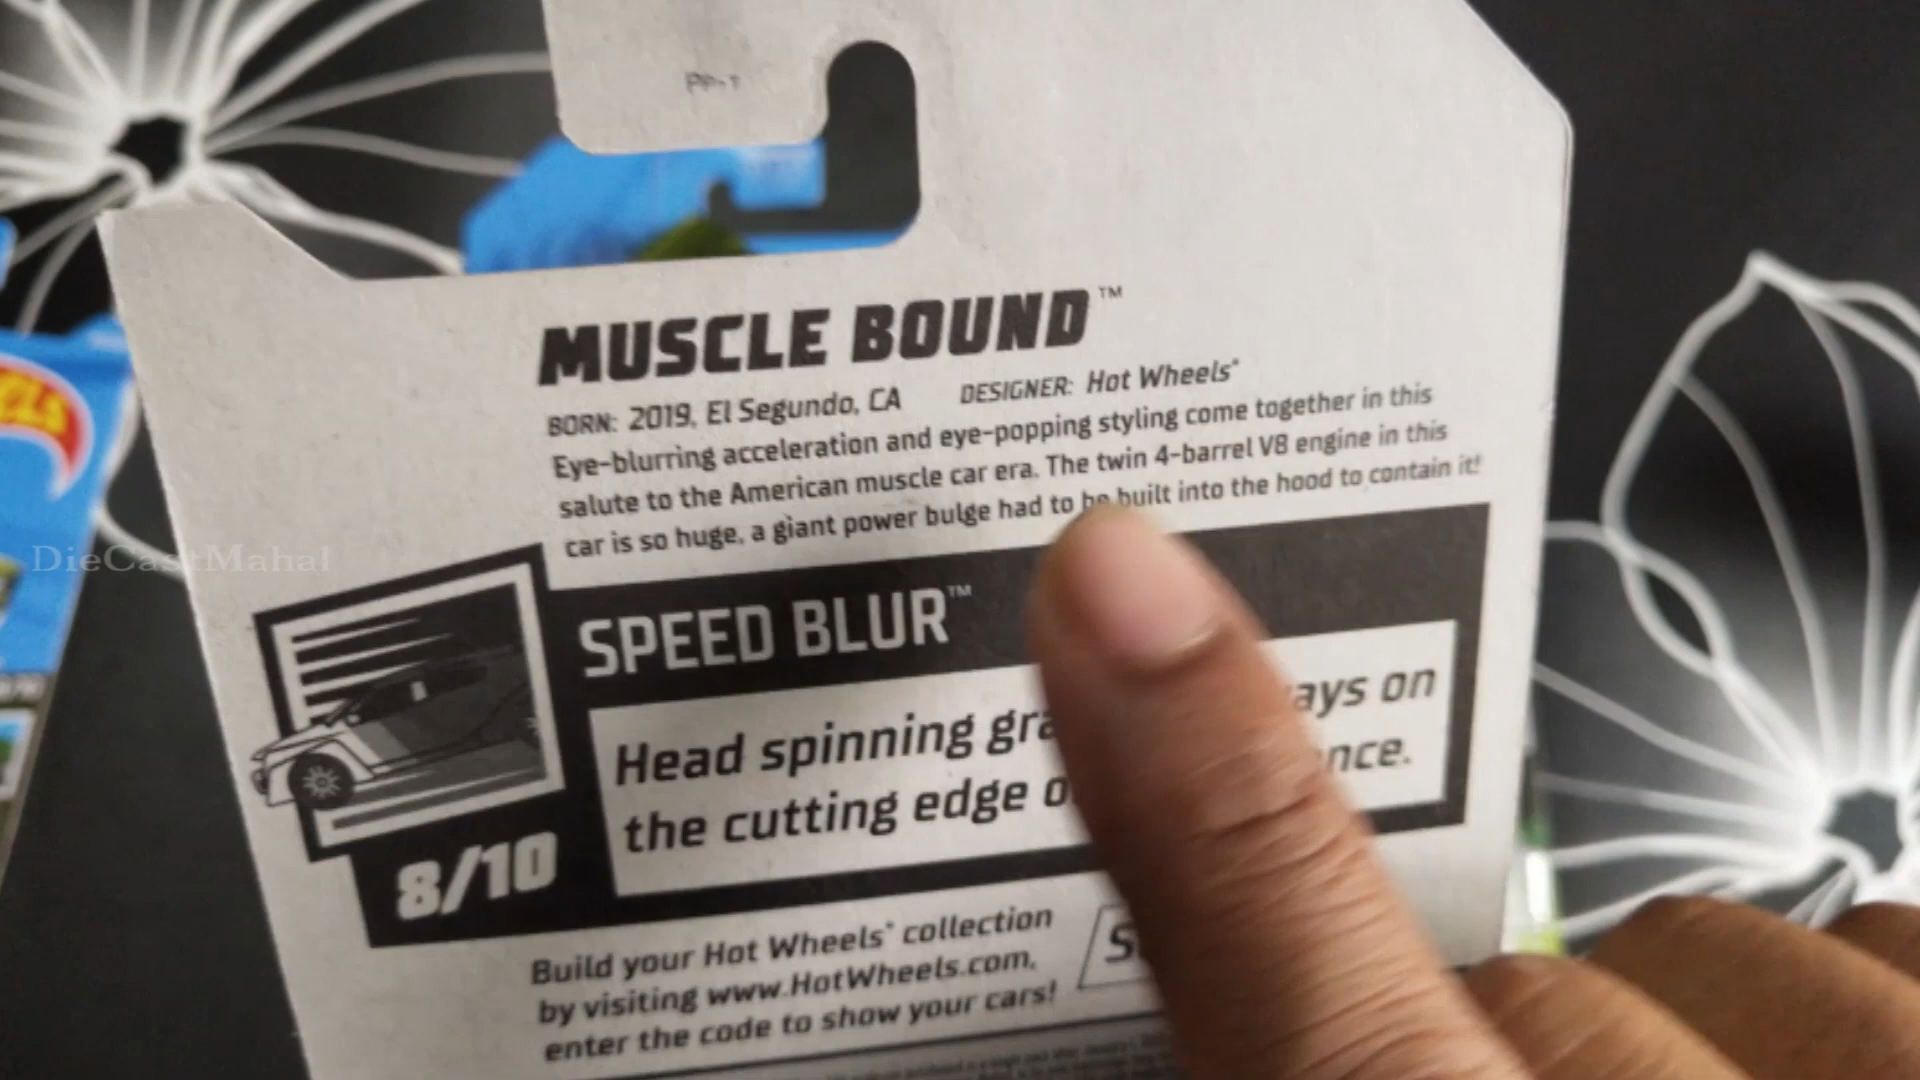 PP-1
MUSCLE BOUND™
BORN: 2019, El Segundo, CA DESIGNER: Hot Wheels®
Eye-blurring acceleration and eye-popping styling come together in this
salute to the American muscle car era. The twin 4-barrel V8 engine in this
car is so huge, a giant power bulge had to be built into the hood to contain it!
DieCastMahal
SPEED BLUR™
Head spinning on
the cutting edge
8/10
Build your Hot Wheels® collection
by visiting www.HotWheels.com,
enter the code to show your cars!